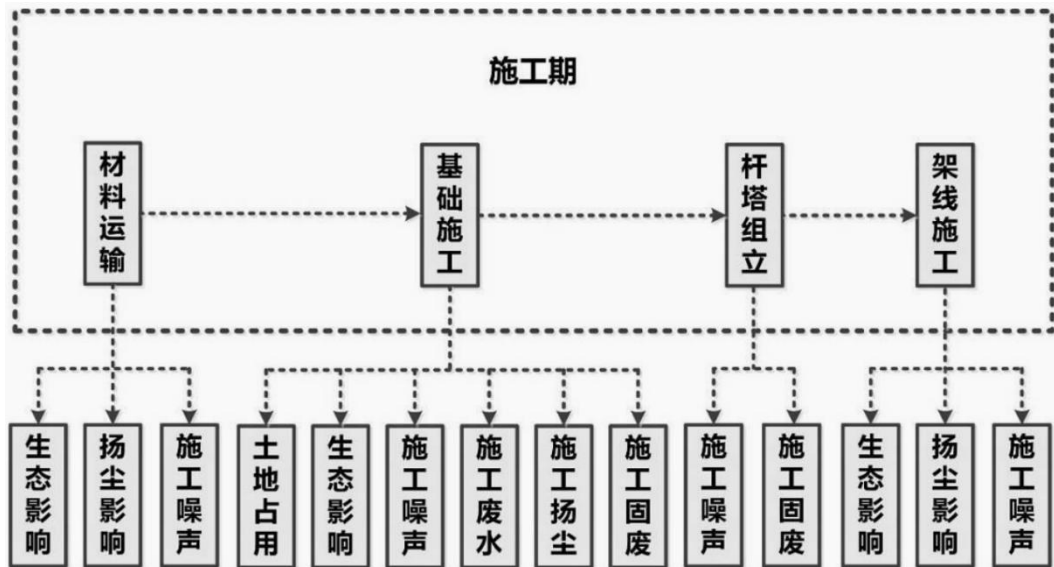 施工期
材料运输
基础施工
杆塔组立
架线施工
生态影响
扬尘影响
施工噪声
土地占用
生态影响
施工噪声
施工废水
施工扬尘
施工固废
施工噪声
施工固废
生态影响
扬尘影响
施工噪声